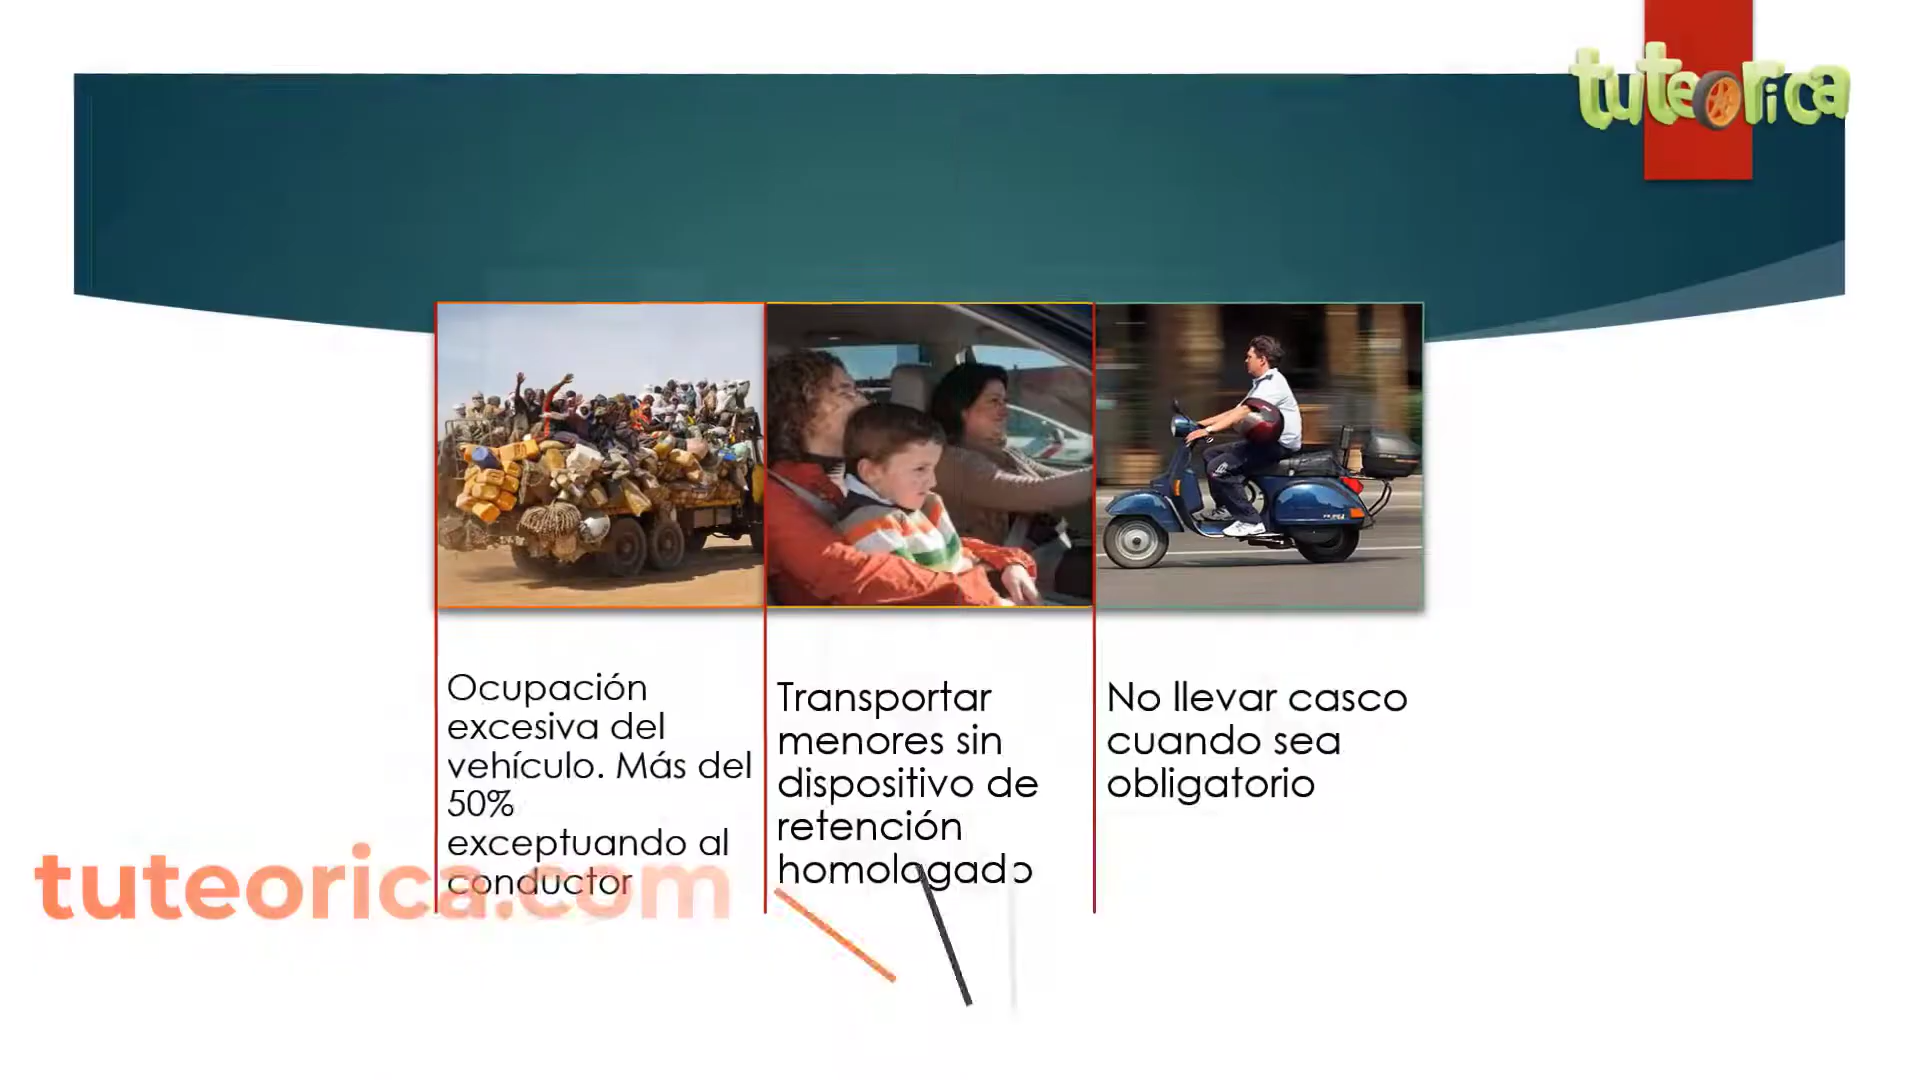 tuteorica
Ocupación
excesiva del
vehículo. Más del
50%
exceptuando al
conductor
Transportar
menores sin
dispositivo de
retención
homologado
No llevar casco
cuando sea
obligatorio
tuteorica.com